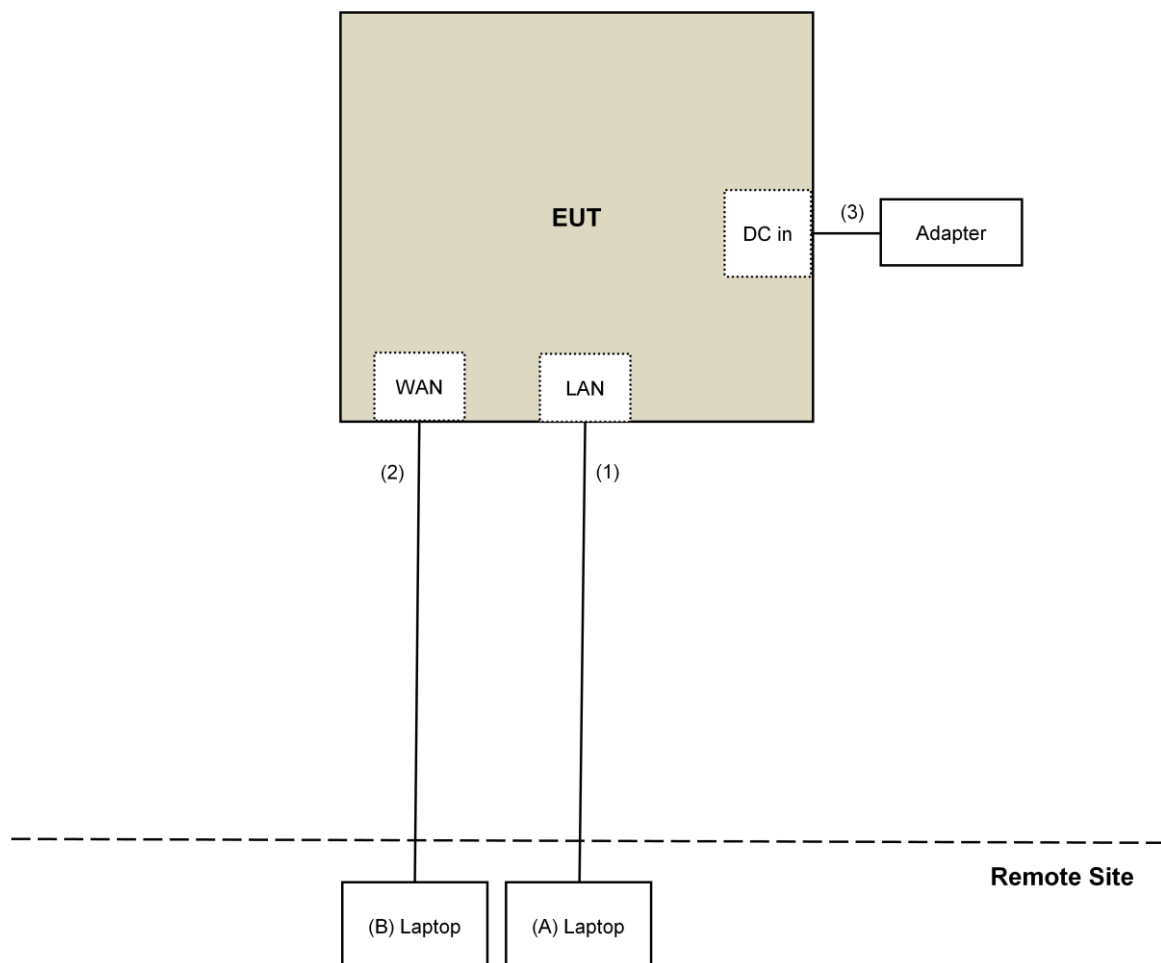 EUT
DC in
(3)
Adapter
WAN
LAN
(2)
(1)
Remote Site
(B) Laptop
(A) Laptop